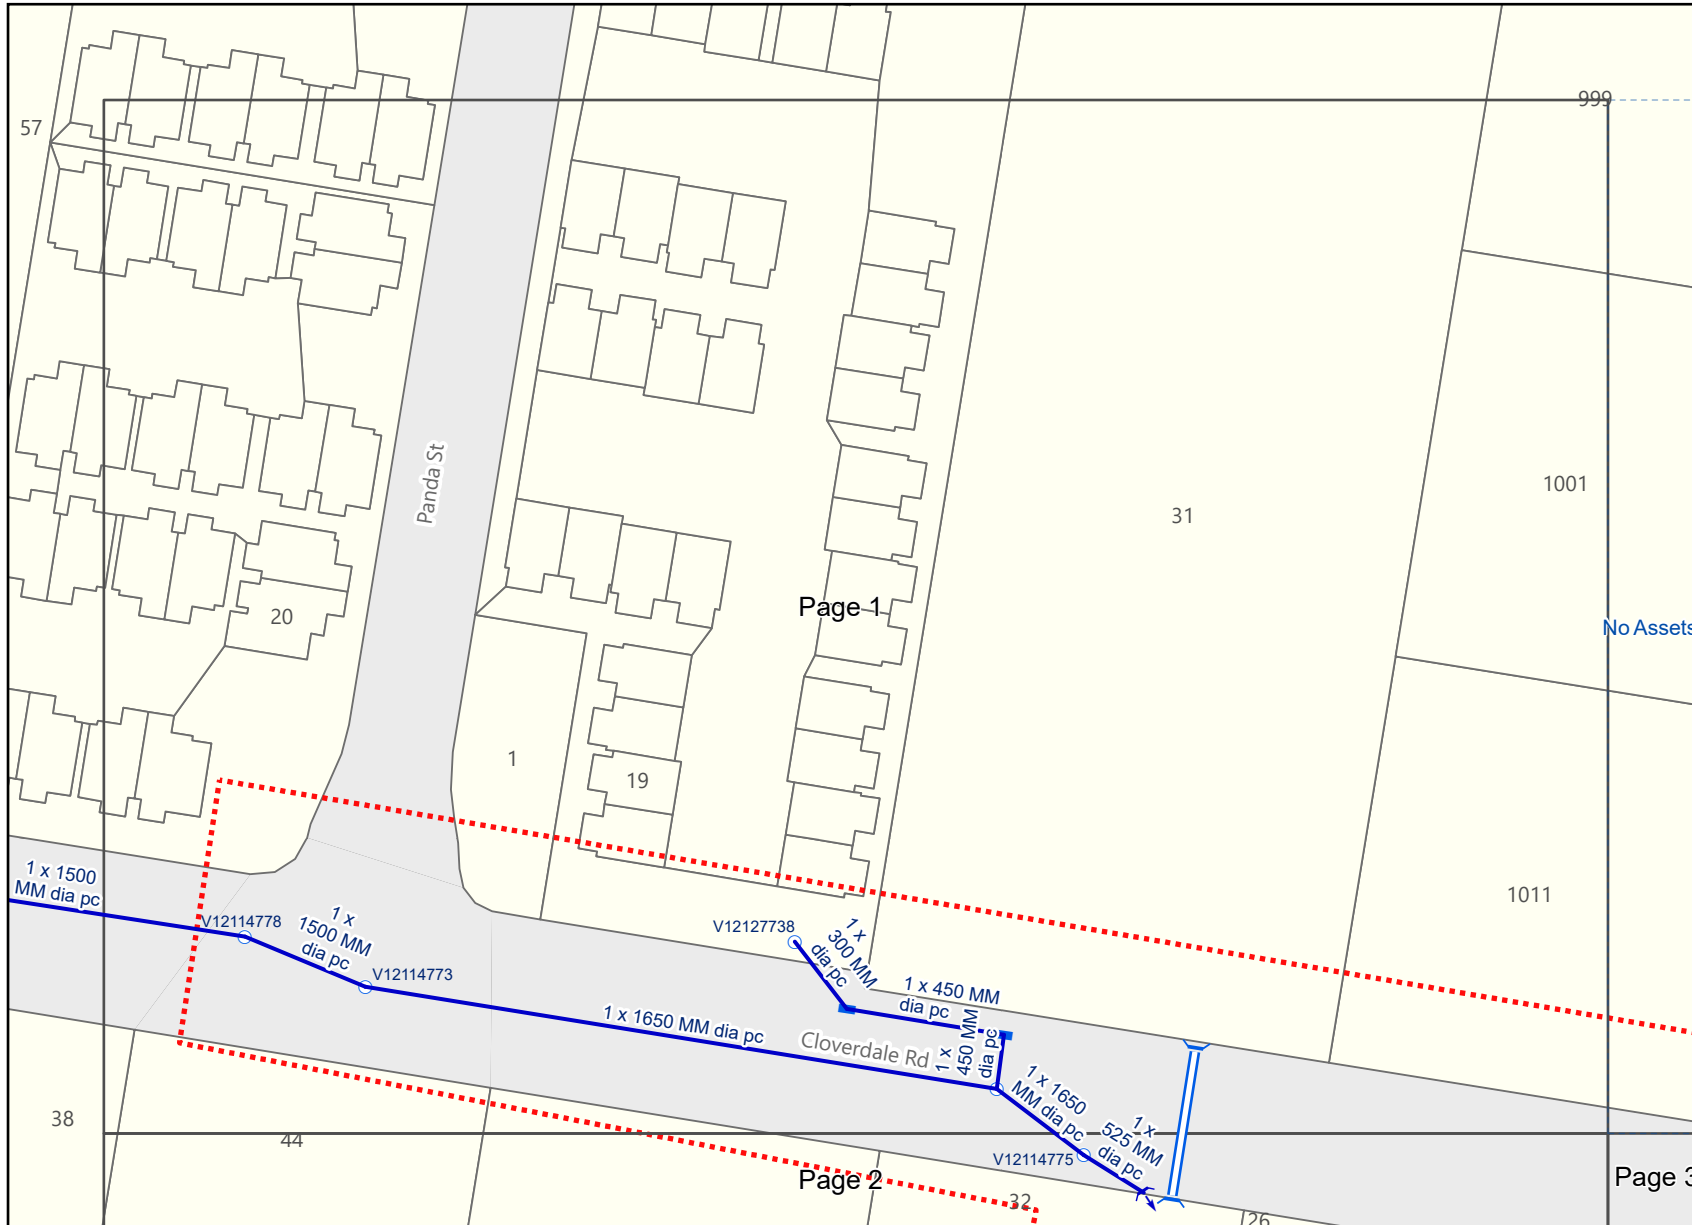 999
57
Panda St
1001
31
20
Page 1
No Assets
1
19
1 x 1500
MM dia pc
1011
V12114778
1 x
1500 MM
dia pc
V12127738
1 x
300 MM
dia pc
V12114773
1 x 450 MM
dia pc
1 x 1650 MM dia pc
Cloverdale Rd
1 x
450 MM
dia pc
1 x 1650
MM dia pc
38
44
1 x
525 MM
dia pc
V12114775
Page 2
Page 3
32
26